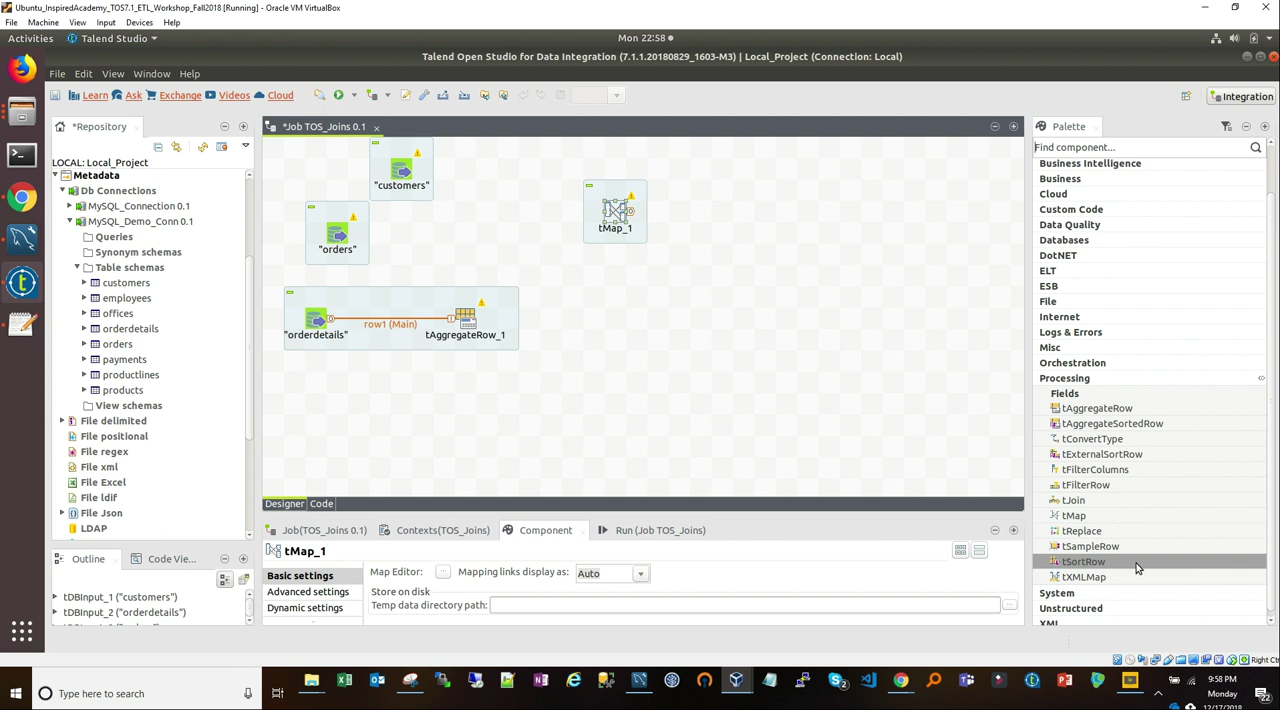 Ubuntu_InspiredAcademy_TOS7.1_ETL_Workshop_Fall2018 [Running] - Oracle VM VirtualBox
File Machine View Input Devices Help
Activities Talend Studio Mon 22:58
Talend Open Studio for Data Integration (7.1.1.20180829_1603-M3) | Local_Project (Connection: Local)
File Edit View Window Help
Learn Ask Exchange Videos Cloud Integration
*Repository
LOCAL: Local_Project
Metadata
Db Connections
MySQL_Connection 0.1
MySQL_Demo_Conn 0.1
Queries
Synonym schemas
Table schemas
customers
employees
offices
orderdetails
orders
payments
productlines
products
View schemas
File delimited
File positional
File regex
File xml
File Excel
File ldif
File Json
LDAP
Outline Code Vie...
tDBInput_1 ("customers")
tDBInput_2 ("orderdetails")
*Job TOS_Joins 0.1
"customers"
tMap_1
"orders"
row1 (Main)
"orderdetails" tAggregateRow_1
Designer Code
Job(TOS_Joins 0.1) Contexts(TOS_Joins) Component Run (Job TOS_Joins)
tMap_1
Basic settings
Advanced settings
Dynamic settings
Map Editor: ... Mapping links display as: Auto
Store on disk
Temp data directory path: ...
Palette
Find component...
Business Intelligence
Business
Cloud
Custom Code
Data Quality
Databases
DotNET
ELT
ESB
File
Internet
Logs & Errors
Misc
Orchestration
Processing
Fields
tAggregateRow
tAggregateSortedRow
tConvertType
tExternalSortRow
tFilterColumns
tFilterRow
tJoin
tMap
tReplace
tSampleRow
tSortRow
tXMLMap
System
Unstructured
XML
Right Ct
Type here to search
9:58 PM
Monday
12/17/2018
22